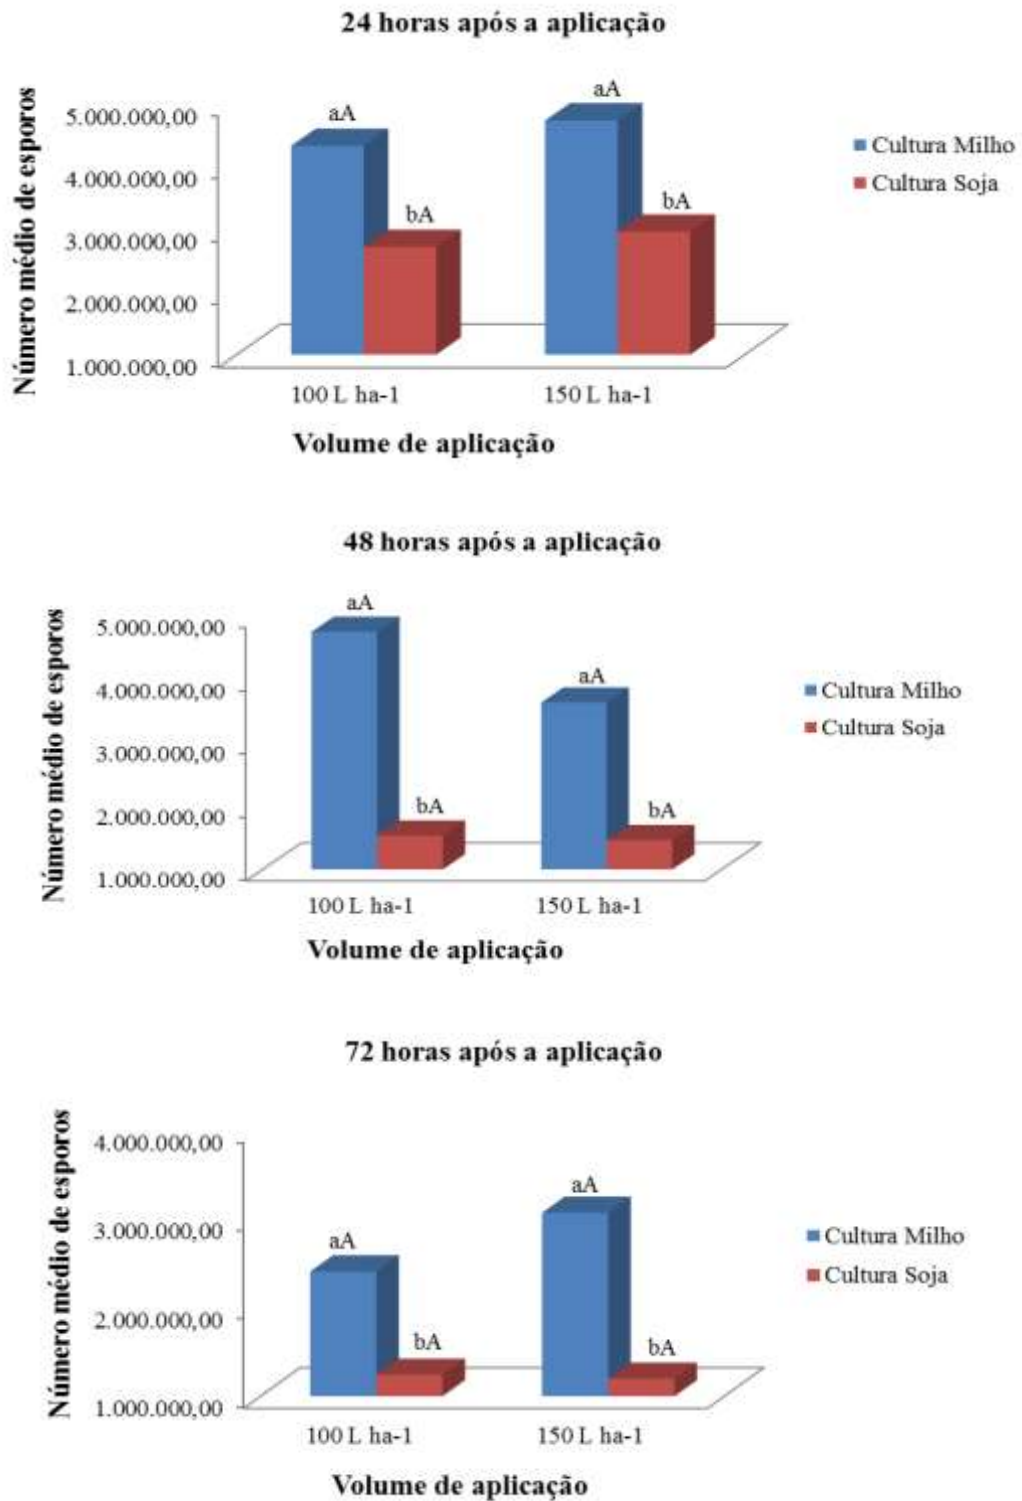 24 horas após a aplicação
Número médio de esporos
5.000.000,00
4.000.000,00
3.000.000,00
2.000.000,00
1.000.000,00
aA
bA
aA
bA
Cultura Milho
Cultura Soja
100 L ha-1
150 L ha-1
Volume de aplicação
48 horas após a aplicação
Número médio de esporos
5.000.000,00
4.000.000,00
3.000.000,00
2.000.000,00
1.000.000,00
aA
bA
aA
bA
Cultura Milho
Cultura Soja
100 L ha-1
150 L ha-1
Volume de aplicação
72 horas após a aplicação
Número médio de esporos
4.000.000,00
3.000.000,00
2.000.000,00
1.000.000,00
aA
bA
aA
bA
Cultura Milho
Cultura Soja
100 L ha-1
150 L ha-1
Volume de aplicação